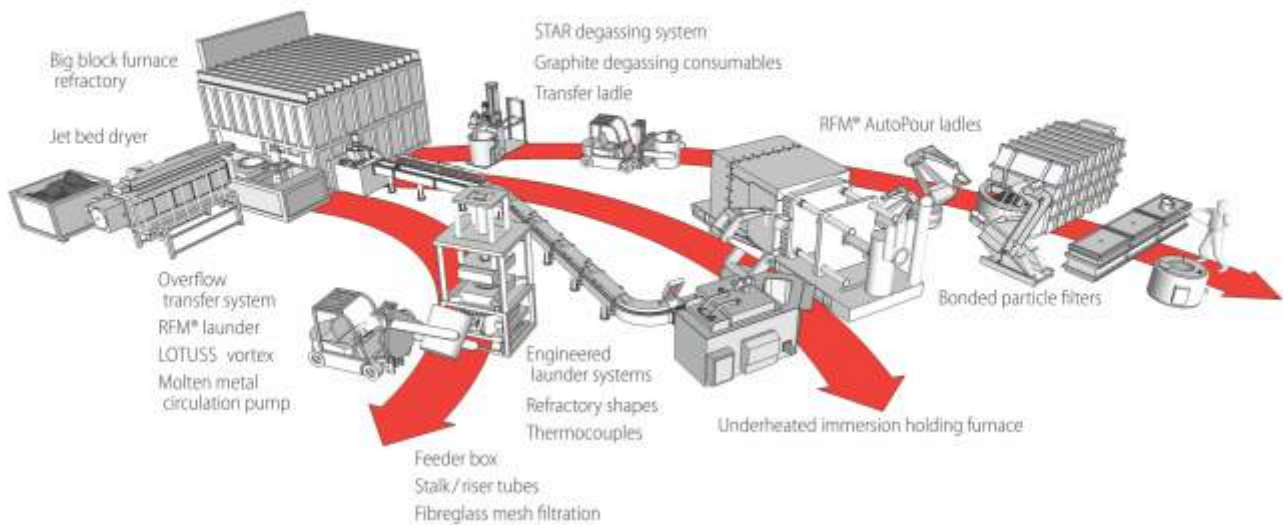 Big block furnace
refractory
Jet bed dryer
STAR degassing system
Graphite degassing consumables
Transfer ladle
RFM® AutoPour ladles
Bonded particle filters
Overflow
transfer system
RFM® launder
LOTUSS vortex
Molten metal
circulation pump
Engineered
launder systems
Refractory shapes
Thermocouples
Underheated immersion holding furnace
Feeder box
Stalk / riser tubes
Fibreglass mesh filtration